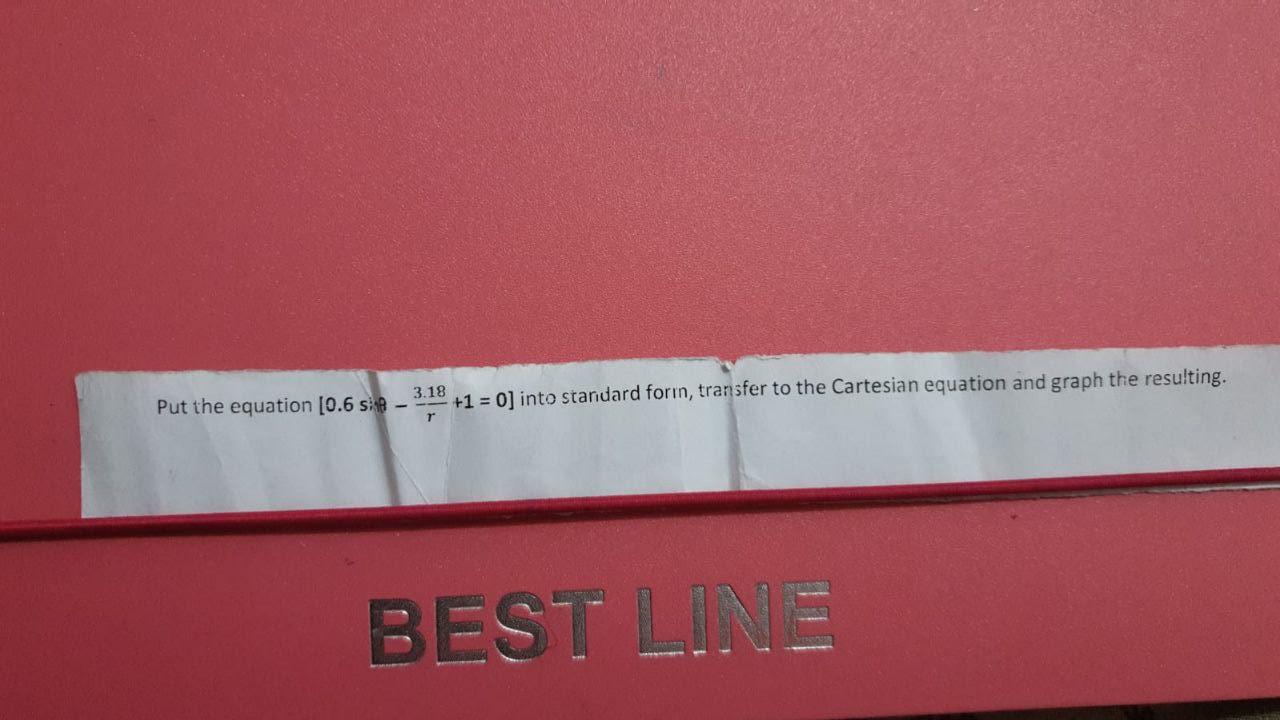 Put the equation [0.6 sinθ − 3.18/r +1 = 0] into standard form, transfer to the Cartesian equation and graph the resulting.
BEST LINE